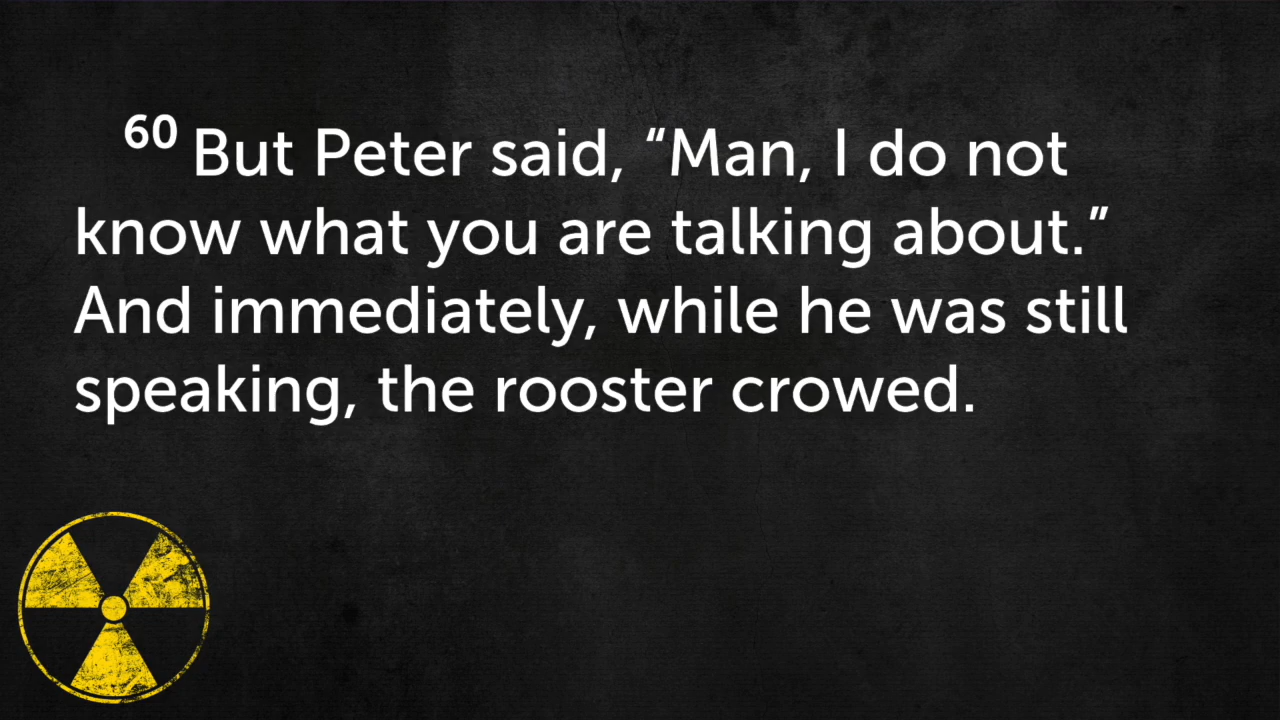 60 But Peter said, “Man, I do not
know what you are talking about.”
And immediately, while he was still
speaking, the rooster crowed.